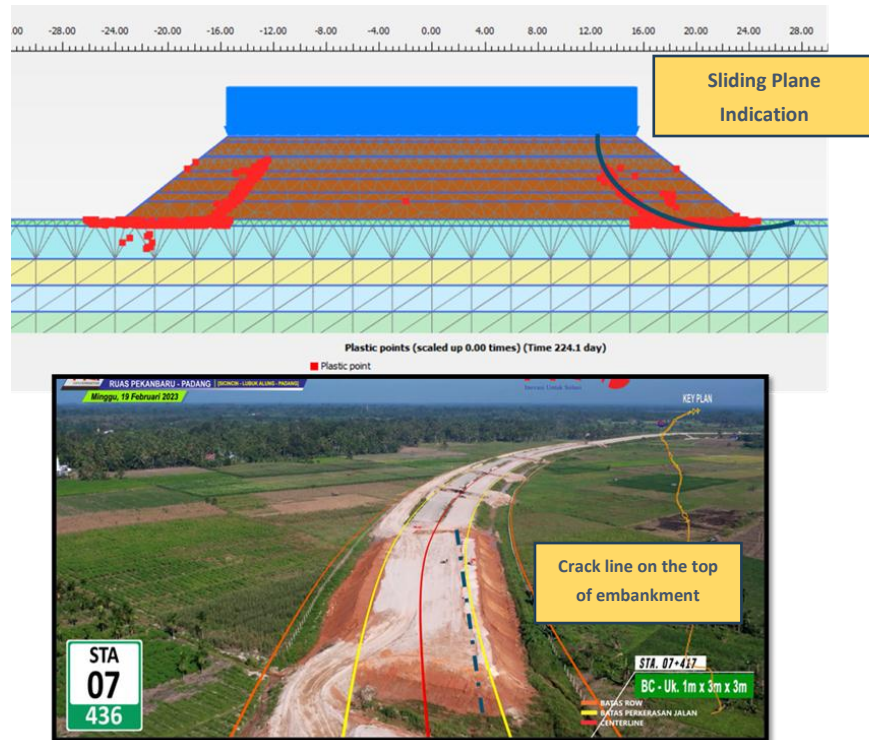 -28.00 -24.00 -20.00 -16.00 -12.00 -8.00 -4.00 0.00 4.00 8.00 12.00 16.00 20.00 24.00 28.00
Sliding Plane
Indication
Plastic points (scaled up 0.00 times) (Time 224.1 day)
Plastic point
RUAS PEKANBARU - PADANG
Minggu, 19 Februari 2023
KEY PLAN
Crack line on the top
of embankment
STA
07
436
STA. 07+417
BC - Uk. 1m x 3m x 3m
BATAS ROW
BATAS PERKERASAN JALAN
CENTERLINE